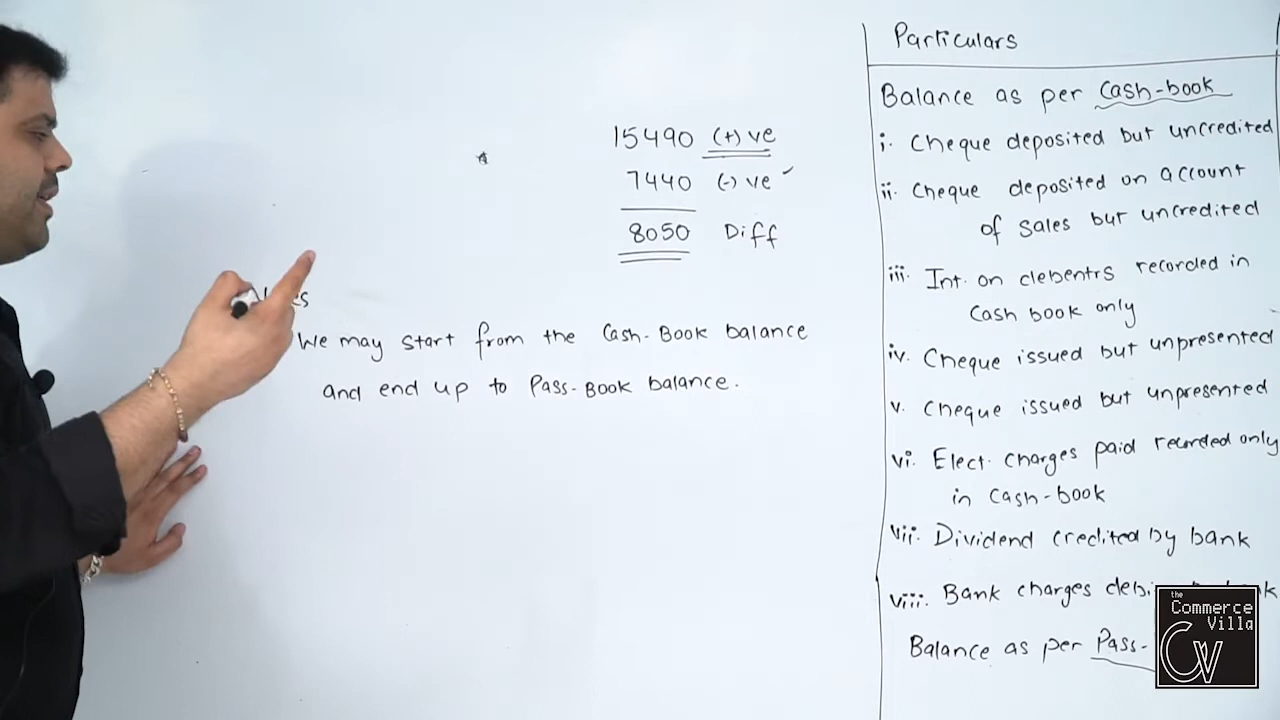 15490 (+) ve
7440 (-) ve
8050 Diff
We may start from the Cash-Book balance
and end up to Pass-Book balance.
Particulars
Balance as per Cash-book
i. Cheque deposited but uncredited
ii. Cheque deposited on account
of sales but uncredited
iii. Int. on debentrs recorded in
Cash book only
iv. Cheque issued but unpresented
v. Cheque issued but unpresented
vi. Elect. charges paid recorded only
in cash-book
vii. Dividend credited by bank
viii. Bank charges
Balance as per Pass-
the
Commerce
Villa
CV